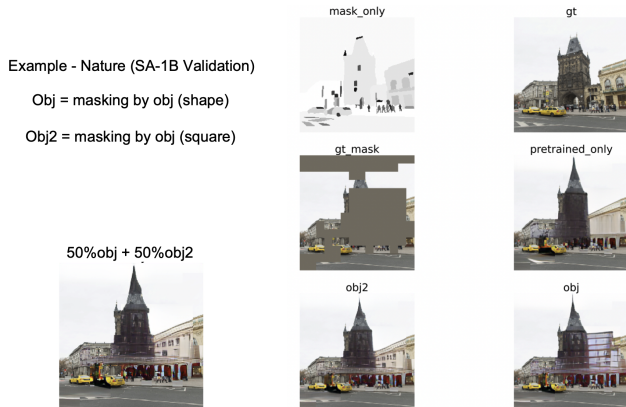 mask_only
gt
Example - Nature (SA-1B Validation)
Obj = masking by obj (shape)
Obj2 = masking by obj (square)
gt_mask
pretrained_only
50%obj + 50%obj2
obj2
obj